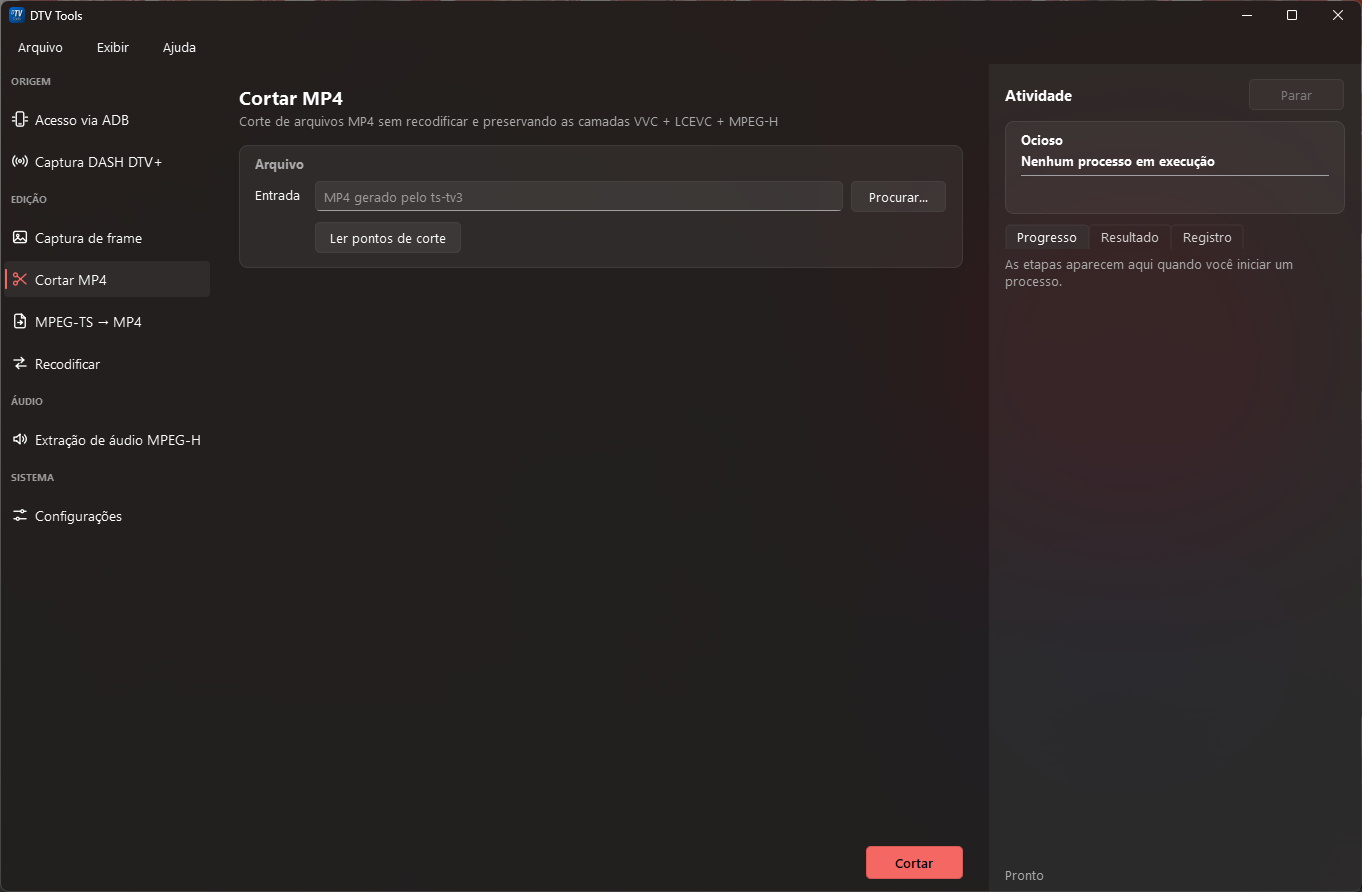 DTV Tools
Arquivo Exibir Ajuda
ORIGEM
Acesso via ADB
Captura DASH DTV+
EDIÇÃO
Captura de frame
Cortar MP4
MPEG-TS → MP4
Recodificar
ÁUDIO
Extração de áudio MPEG-H
SISTEMA
Configurações
Cortar MP4
Corte de arquivos MP4 sem recodificar e preservando as camadas VVC + LCEVC + MPEG-H
Arquivo
Entrada MP4 gerado pelo ts-tv3 Procurar...
Ler pontos de corte
Cortar
Atividade Parar
Ocioso
Nenhum processo em execução
Progresso Resultado Registro
As etapas aparecem aqui quando você iniciar um
processo.
Pronto